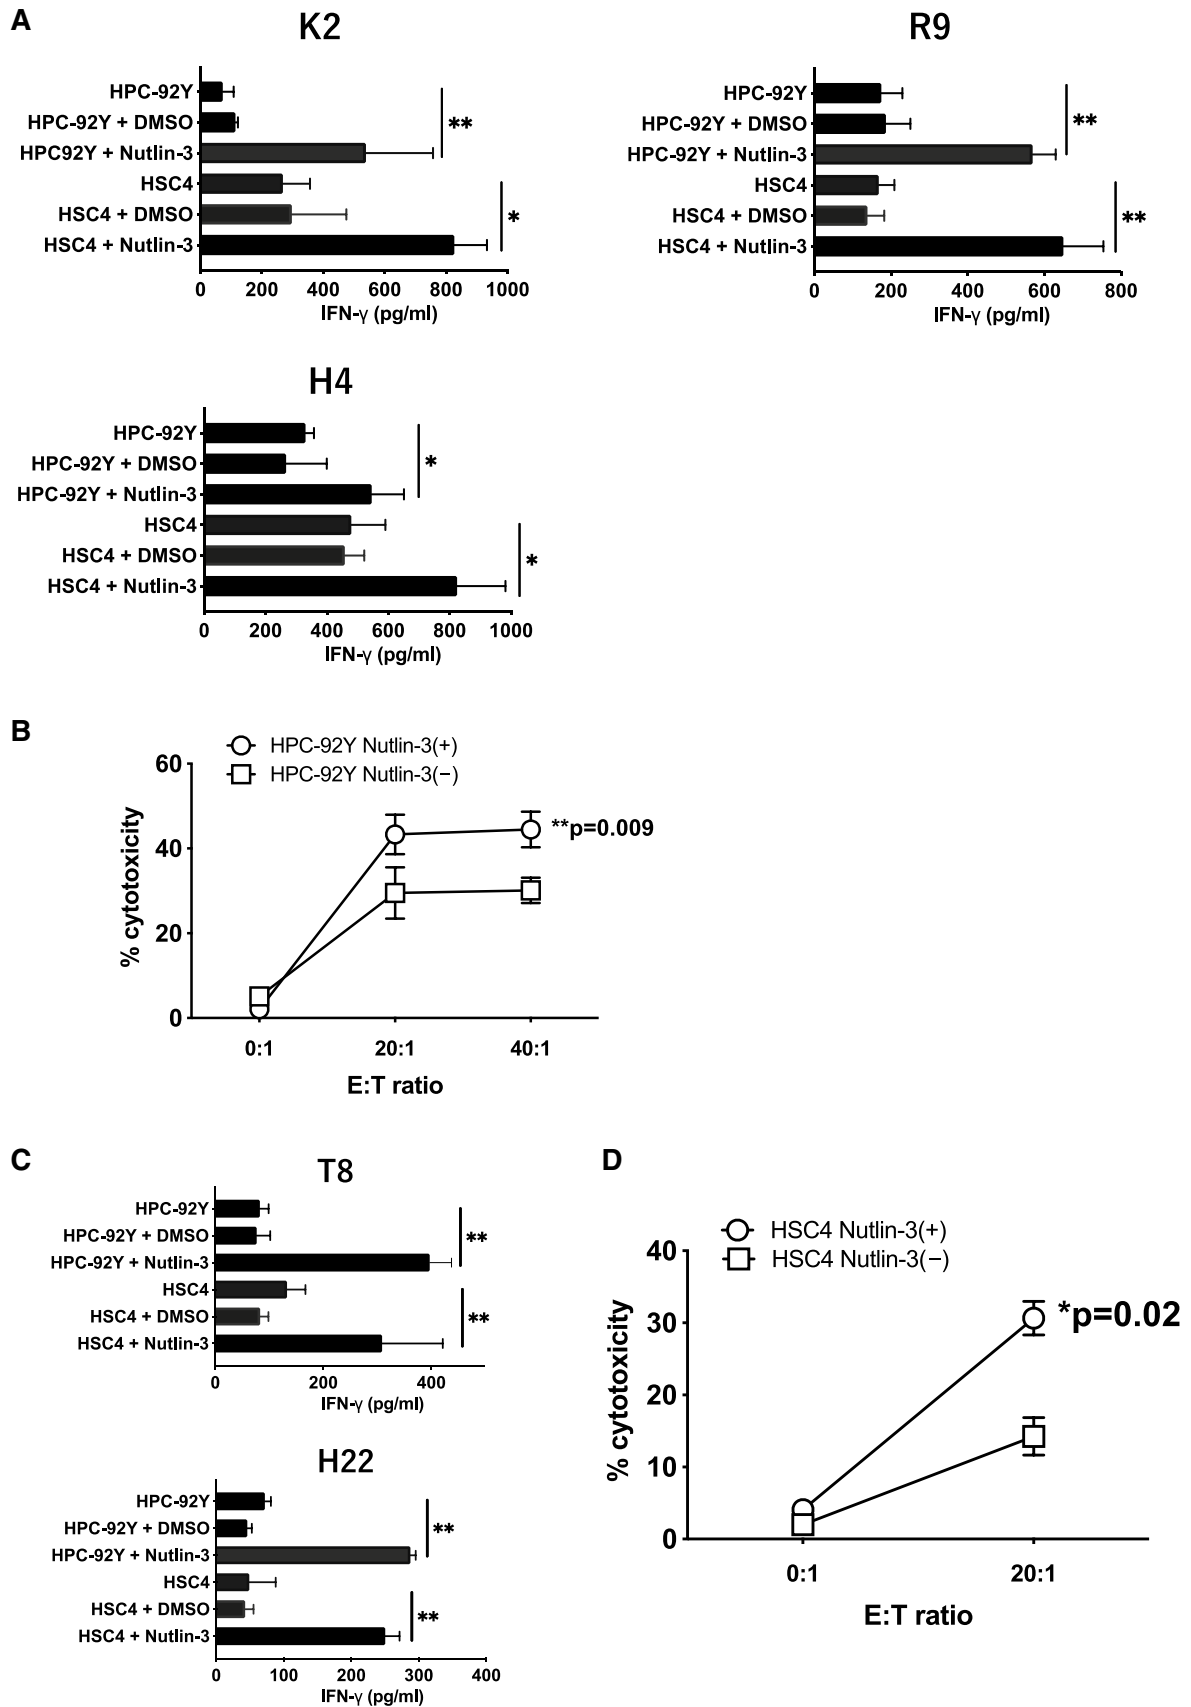 A
K2
HPC-92Y
HPC-92Y + DMSO
HPC92Y + Nutlin-3
HSC4
HSC4 + DMSO
HSC4 + Nutlin-3
**
*
0 200 400 600 800 1000
IFN-γ (pg/ml)
R9
HPC-92Y
HPC-92Y + DMSO
HPC-92Y + Nutlin-3
HSC4
HSC4 + DMSO
HSC4 + Nutlin-3
**
**
0 200 400 600 800
IFN-γ (pg/ml)
H4
HPC-92Y
HPC-92Y + DMSO
HPC-92Y + Nutlin-3
HSC4
HSC4 + DMSO
HSC4 + Nutlin-3
*
*
0 200 400 600 800 1000
IFN-γ (pg/ml)
B
HPC-92Y Nutlin-3(+)
HPC-92Y Nutlin-3(−)
60
40
20
0
% cytotoxicity
**p=0.009
0:1 20:1 40:1
E:T ratio
C
T8
HPC-92Y
HPC-92Y + DMSO
HPC-92Y + Nutlin-3
HSC4
HSC4 + DMSO
HSC4 + Nutlin-3
**
**
0 200 400
IFN-γ (pg/ml)
H22
HPC-92Y
HPC-92Y + DMSO
HPC-92Y + Nutlin-3
HSC4
HSC4 + DMSO
HSC4 + Nutlin-3
**
**
0 100 200 300 400
IFN-γ (pg/ml)
D
HSC4 Nutlin-3(+)
HSC4 Nutlin-3(−)
40
30
20
10
0
% cytotoxicity
*p=0.02
0:1 20:1
E:T ratio